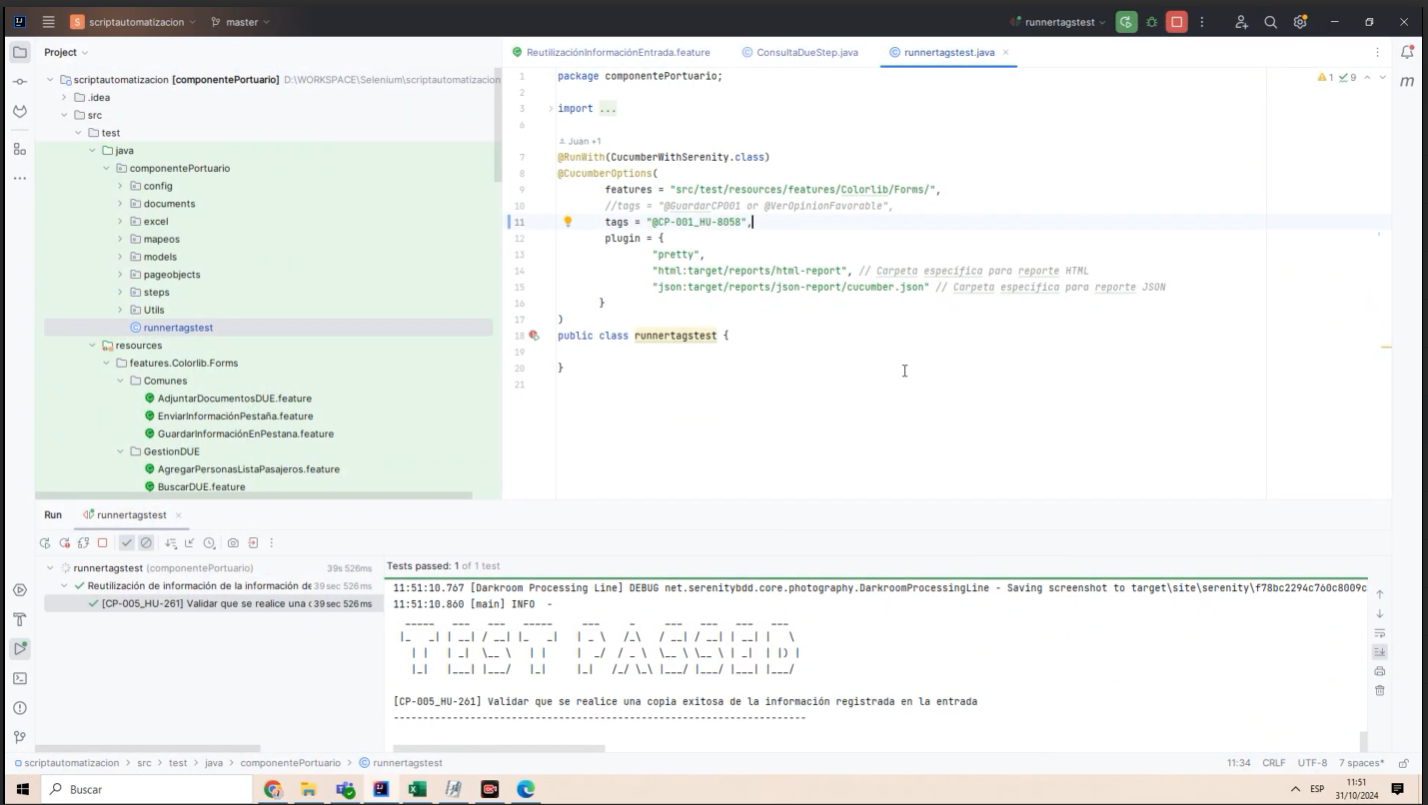 scriptautomatizacion master runnertagstest
Project
ReutilizaciónInformaciónEntrada.feature ConsultaDueStep.java runnertagstest.java
scriptautomatizacion [componentePortuario] D:\WORKSPACE\Selenium\scriptautomatizacion
.idea
src
test
java
componentePortuario
config
documents
excel
mapeos
models
pageobjects
steps
Utils
runnertagstest
resources
features.Colorlib.Forms
Comunes
AdjuntarDocumentosDUE.feature
EnviarInformaciónPestaña.feature
GuardarInformaciónEnPestana.feature
GestionDUE
AgregarPersonasListaPasajeros.feature
BuscarDUE.feature
1 package componentePortuario;
2
3 import ...
6
Juan +1
7 @RunWith(CucumberWithSerenity.class)
8 @CucumberOptions(
9 features = "src/test/resources/features/Colorlib/Forms/",
10 //tags = "@GuardarCP001 or @VerOpinionFavorable",
11 tags = "@CP-001_HU-8058",
12 plugin = {
13 "pretty",
14 "html:target/reports/html-report", // Carpeta específica para reporte HTML
15 "json:target/reports/json-report/cucumber.json" // Carpeta específica para reporte JSON
16 }
17 )
18 public class runnertagstest {
19
20 }
21
1 9
m
Run runnertagstest
runnertagstest (componentePortuario) 39s 526ms
Reutilización de información de la información de 39 sec 526 ms
[CP-005_HU-261] Validar que se realice una 39 sec 526 ms
Tests passed: 1 of 1 test
11:51:10.767 [Darkroom Processing Line] DEBUG net.serenitybdd.core.photography.DarkroomProcessingLine - Saving screenshot to target\site\serenity\f78bc2294c760c8009c
11:51:10.860 [main] INFO -
TEST PASSED
[CP-005_HU-261] Validar que se realice una copia exitosa de la información registrada en la entrada
----------------------------------------------------------------------
scriptautomatizacion > src > test > java > componentePortuario > runnertagstest
11:34 CRLF UTF-8 7 spaces*
Buscar
ESP
11:51
31/10/2024